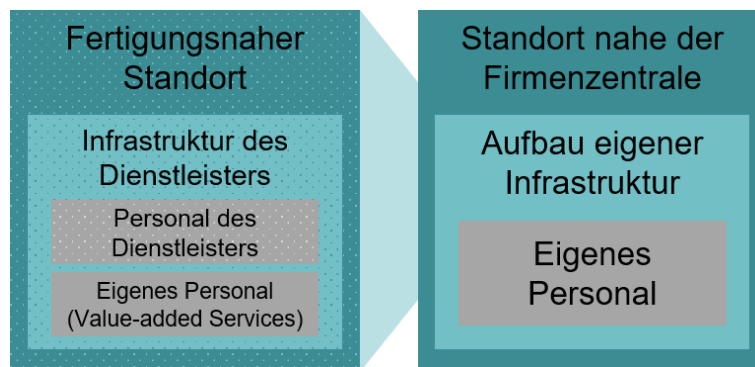 Fertigungsnaher
Standort
Infrastruktur des
Dienstleisters
Personal des
Dienstleisters
Eigenes Personal
(Value-added Services)
Standort nahe der
Firmenzentrale
Aufbau eigener
Infrastruktur
Eigenes
Personal